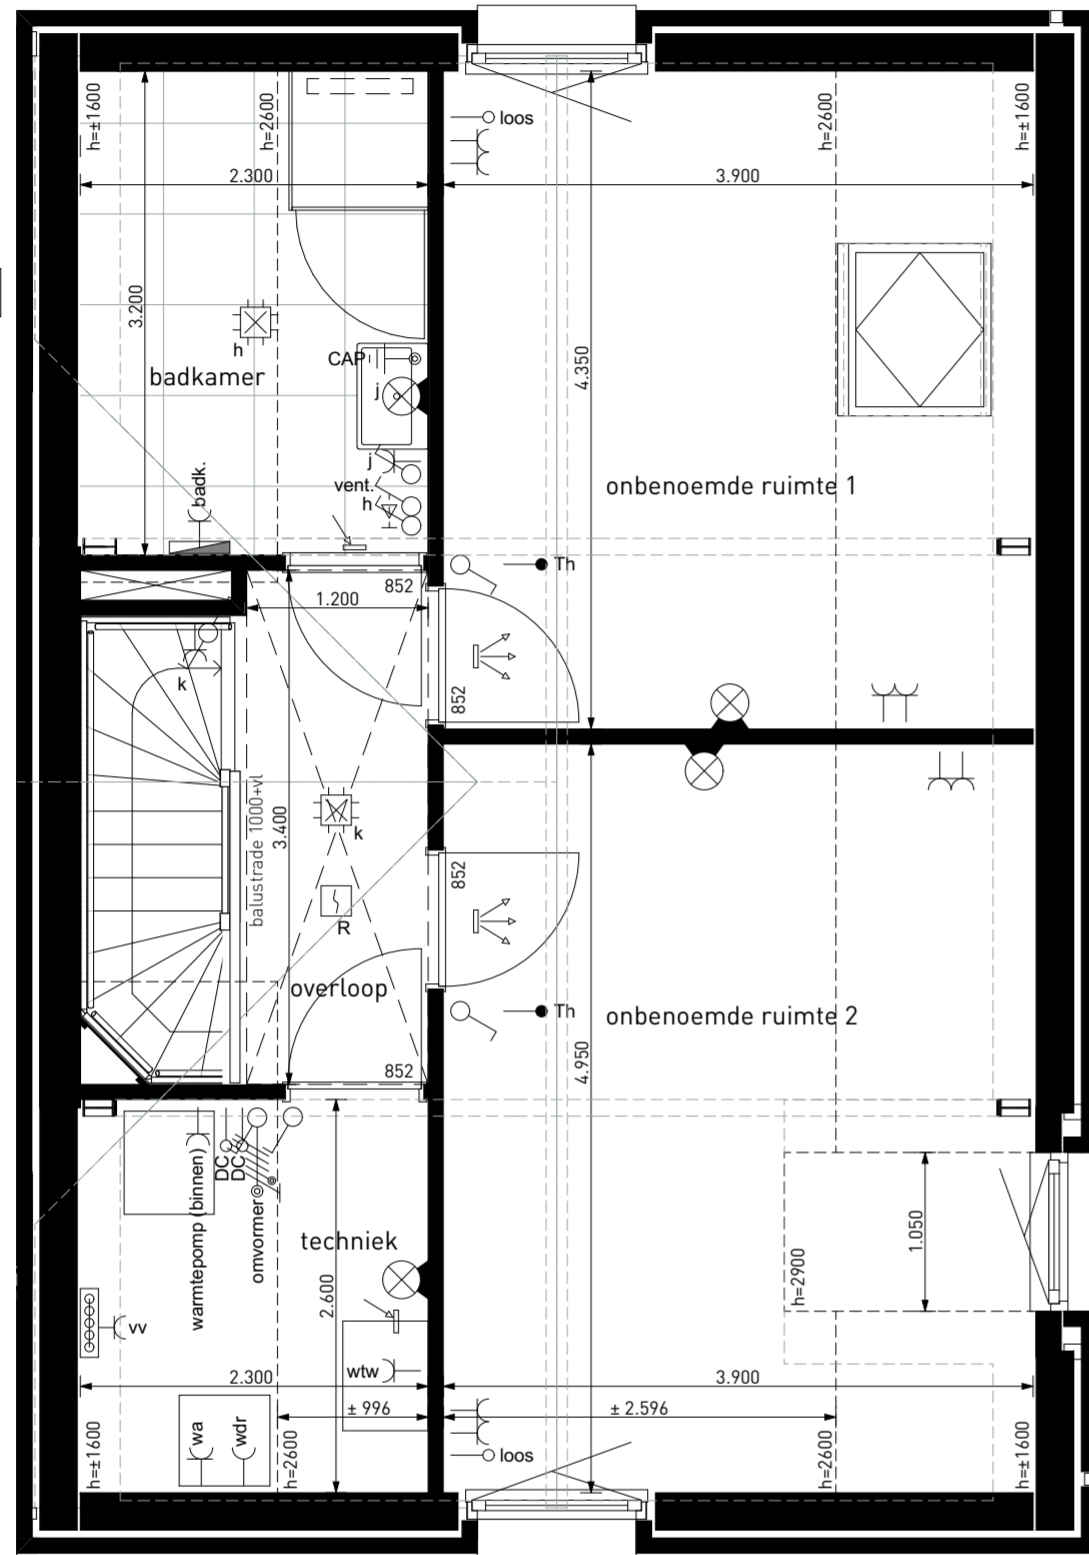 h=±1600
h=2600
loos
h=2600
h=±1600
2.300
3.900
3.200
h
CAP
j
badkamer
4.350
j
vent.
h
badk.
onbenoemde ruimte 1
Th
852
1.200
852
k
balustrade 1000+vl
3.400
k
852
R
overloop
Th
onbenoemde ruimte 2
852
4.950
warmtepomp (binnen)
DC
DC
omvormer
techniek
1.050
h=2900
2.600
vv
wtw
2.300
3.900
± 996
± 2.596
wa
wdr
h=±1600
h=2600
loos
h=2600
h=±1600